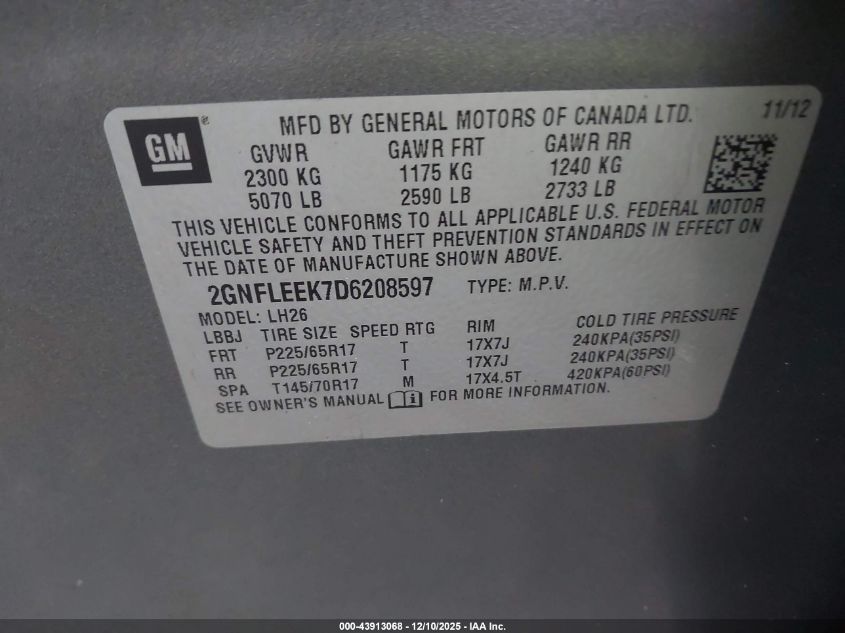 GM®
MFD BY GENERAL MOTORS OF CANADA LTD. 11/12
GVWR GAWR FRT GAWR RR
2300 KG 1175 KG 1240 KG
5070 LB 2590 LB 2733 LB
THIS VEHICLE CONFORMS TO ALL APPLICABLE U.S. FEDERAL MOTOR
VEHICLE SAFETY AND THEFT PREVENTION STANDARDS IN EFFECT ON
THE DATE OF MANUFACTURE SHOWN ABOVE.
2GNFLEEK7D6208597 TYPE: M.P.V.
MODEL: LH26
LBBJ TIRE SIZE SPEED RTG RIM COLD TIRE PRESSURE
FRT P225/65R17 T 17X7J 240KPA(35PSI)
RR P225/65R17 T 17X7J 240KPA(35PSI)
SPA T145/70R17 M 17X4.5T 420KPA(60PSI)
SEE OWNER'S MANUAL i FOR MORE INFORMATION.
000-43913068 - 12/10/2025 - IAA Inc.